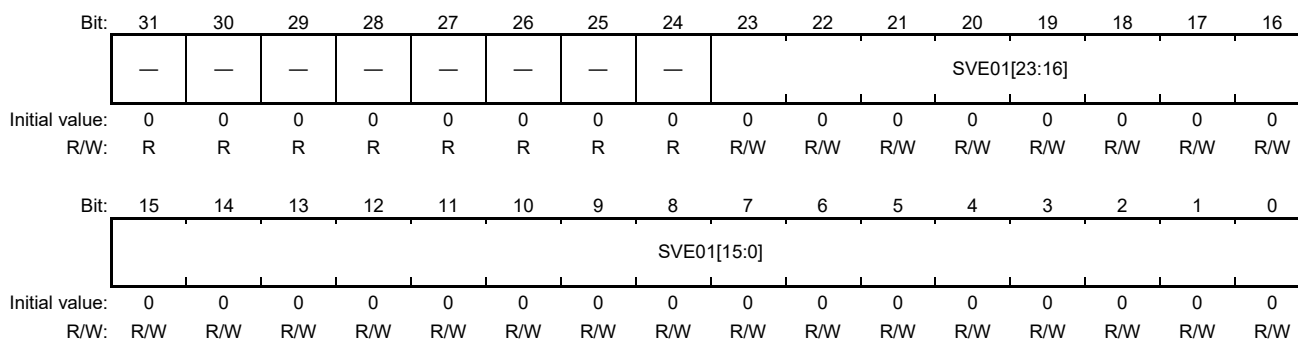 Bit: 31 30 29 28 27 26 25 24 23 22 21 20 19 18 17 16
— — — — — — — — SVE01[23:16]
Initial value: 0 0 0 0 0 0 0 0 0 0 0 0 0 0 0 0
R/W: R R R R R R R R R/W R/W R/W R/W R/W R/W R/W R/W
Bit: 15 14 13 12 11 10 9 8 7 6 5 4 3 2 1 0
SVE01[15:0]
Initial value: 0 0 0 0 0 0 0 0 0 0 0 0 0 0 0 0
R/W: R/W R/W R/W R/W R/W R/W R/W R/W R/W R/W R/W R/W R/W R/W R/W R/W